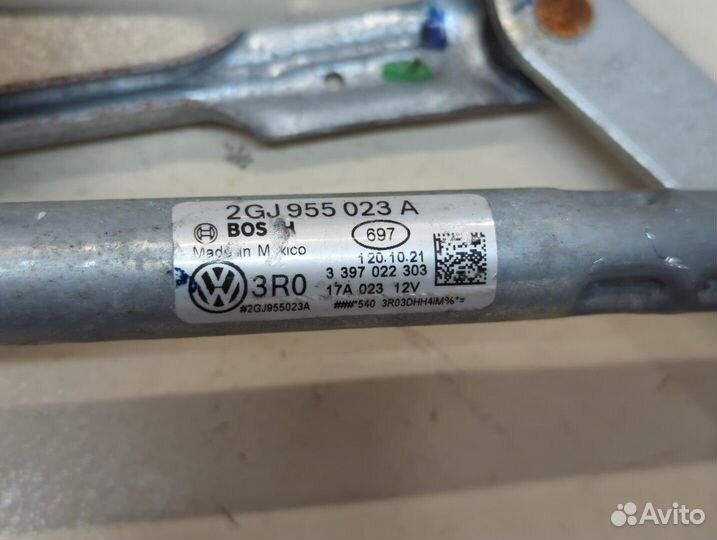 2GJ 955 023 A
BOSCH
697
Made in Mexico
120.10.21
3 397 022 303
3R0
17A 023 12V
#2GJ955023A
###*540 3R03DHH4IM%*=
Avito